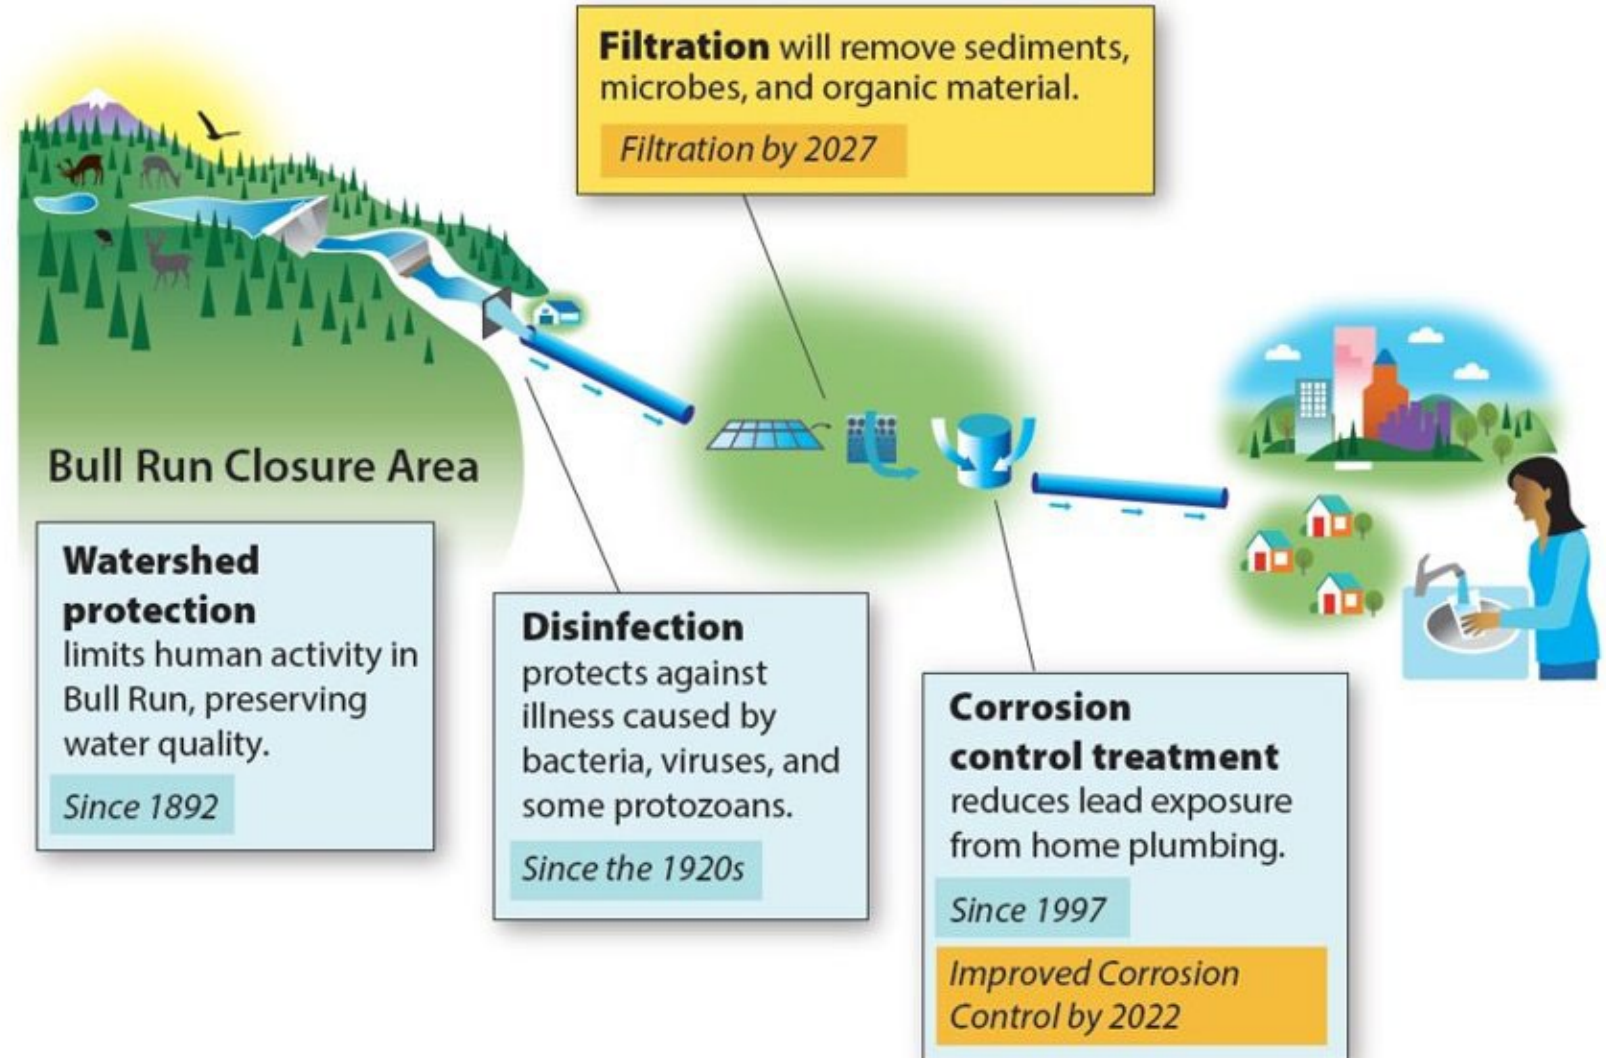 Filtration will remove sediments,
microbes, and organic material.
Filtration by 2027
Bull Run Closure Area
Watershed
protection
limits human activity in
Bull Run, preserving
water quality.
Since 1892
Disinfection
protects against
illness caused by
bacteria, viruses, and
some protozoans.
Since the 1920s
Corrosion
control treatment
reduces lead exposure
from home plumbing.
Since 1997
Improved Corrosion
Control by 2022